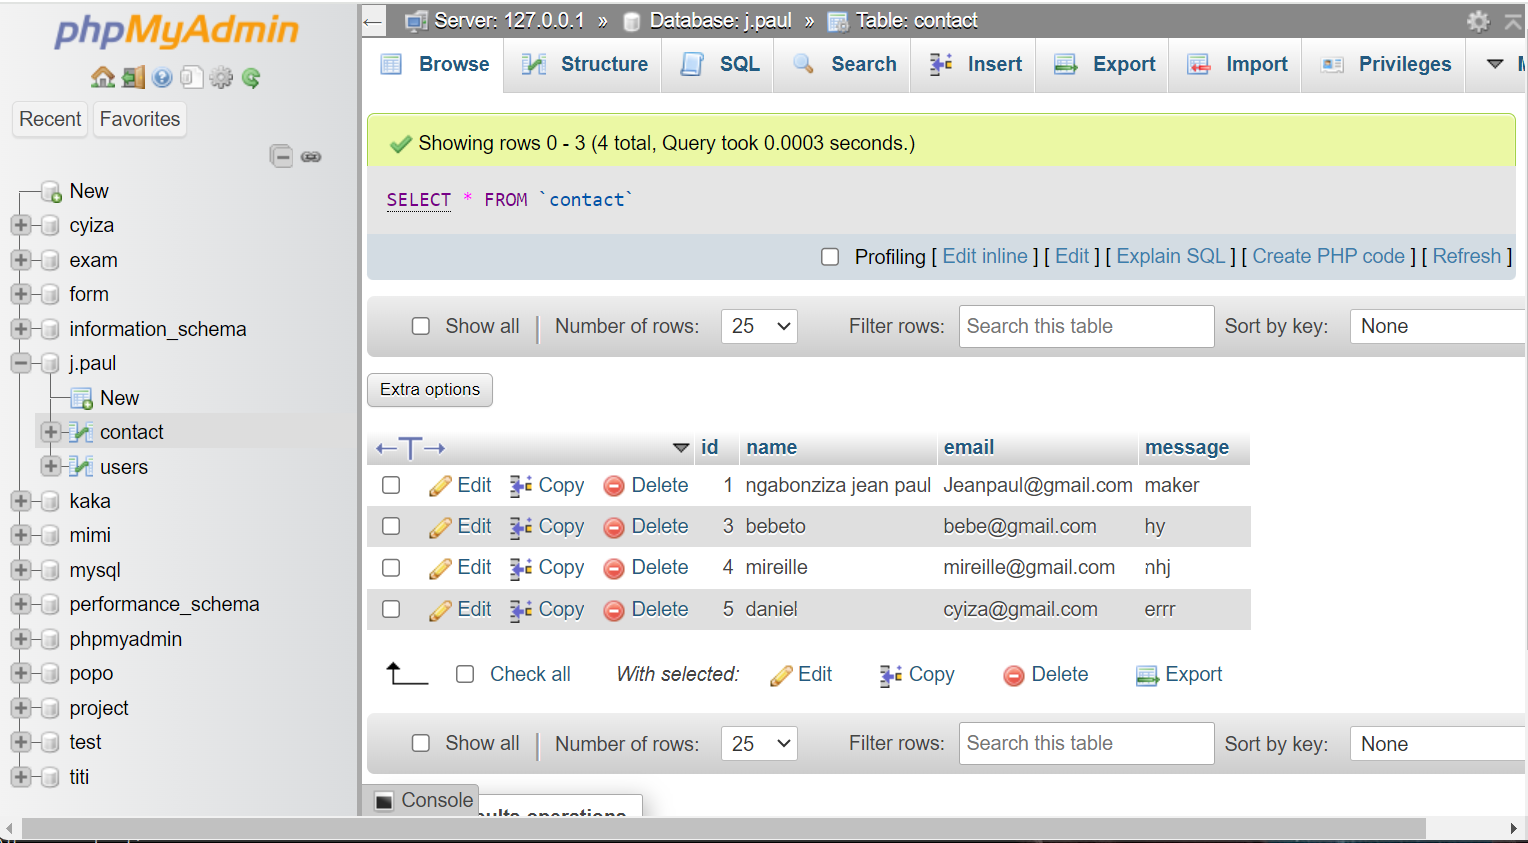 phpMyAdmin
Recent Favorites
New
cyiza
exam
form
information_schema
j.paul
New
contact
users
kaka
mimi
mysql
performance_schema
phpmyadmin
popo
project
test
titi
Server: 127.0.0.1 » Database: j.paul » Table: contact
Browse Structure SQL Search Insert Export Import Privileges
Showing rows 0 - 3 (4 total, Query took 0.0003 seconds.)
SELECT * FROM `contact`
Profiling [ Edit inline ] [ Edit ] [ Explain SQL ] [ Create PHP code ] [ Refresh ]
Show all | Number of rows: 25 Filter rows: Search this table Sort by key: None
Extra options
←T→ id name email message
Edit Copy Delete 1 ngabonziza jean paul Jeanpaul@gmail.com maker
Edit Copy Delete 3 bebeto bebe@gmail.com hy
Edit Copy Delete 4 mireille mireille@gmail.com nhj
Edit Copy Delete 5 daniel cyiza@gmail.com errr
Check all With selected: Edit Copy Delete Export
Show all | Number of rows: 25 Filter rows: Search this table Sort by key: None
Console